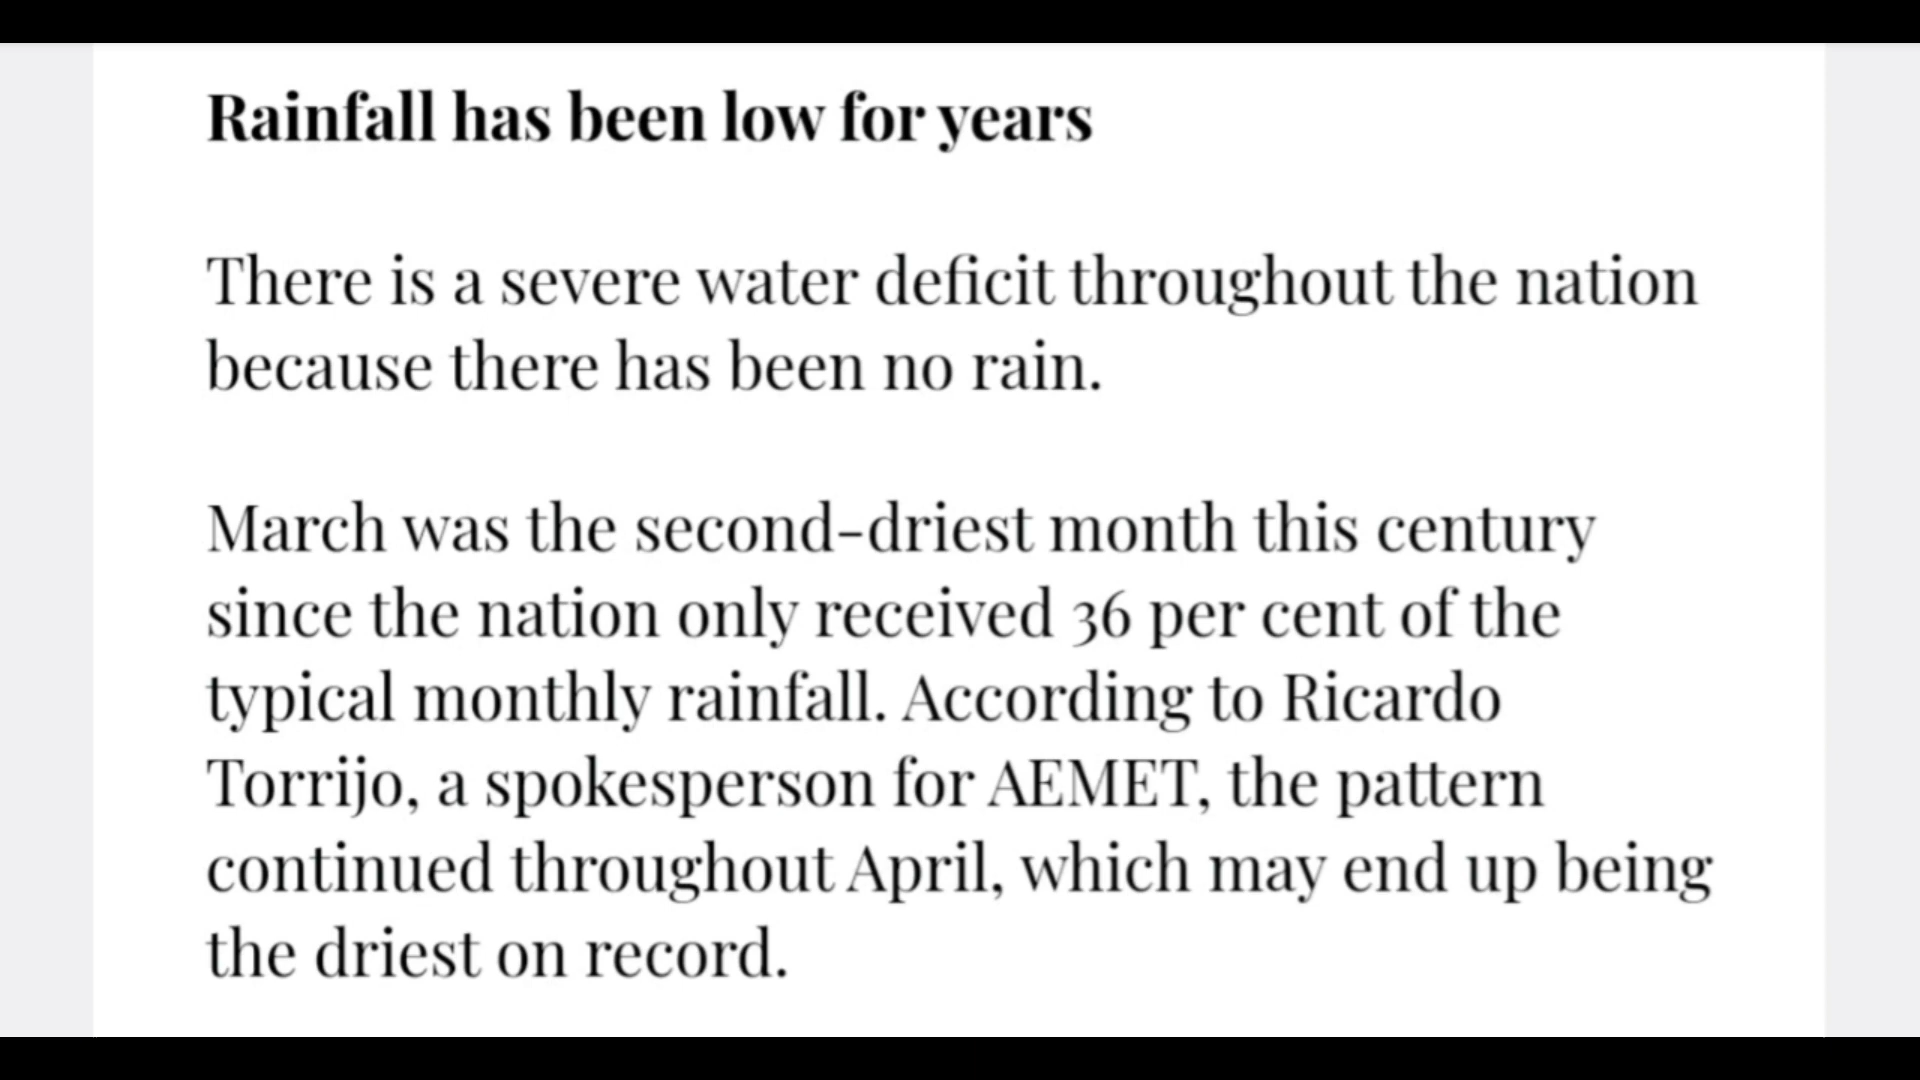 Rainfall has been low for years
There is a severe water deficit throughout the nation
because there has been no rain.
March was the second-driest month this century
since the nation only received 36 per cent of the
typical monthly rainfall. According to Ricardo
Torrijo, a spokesperson for AEMET, the pattern
continued throughout April, which may end up being
the driest on record.